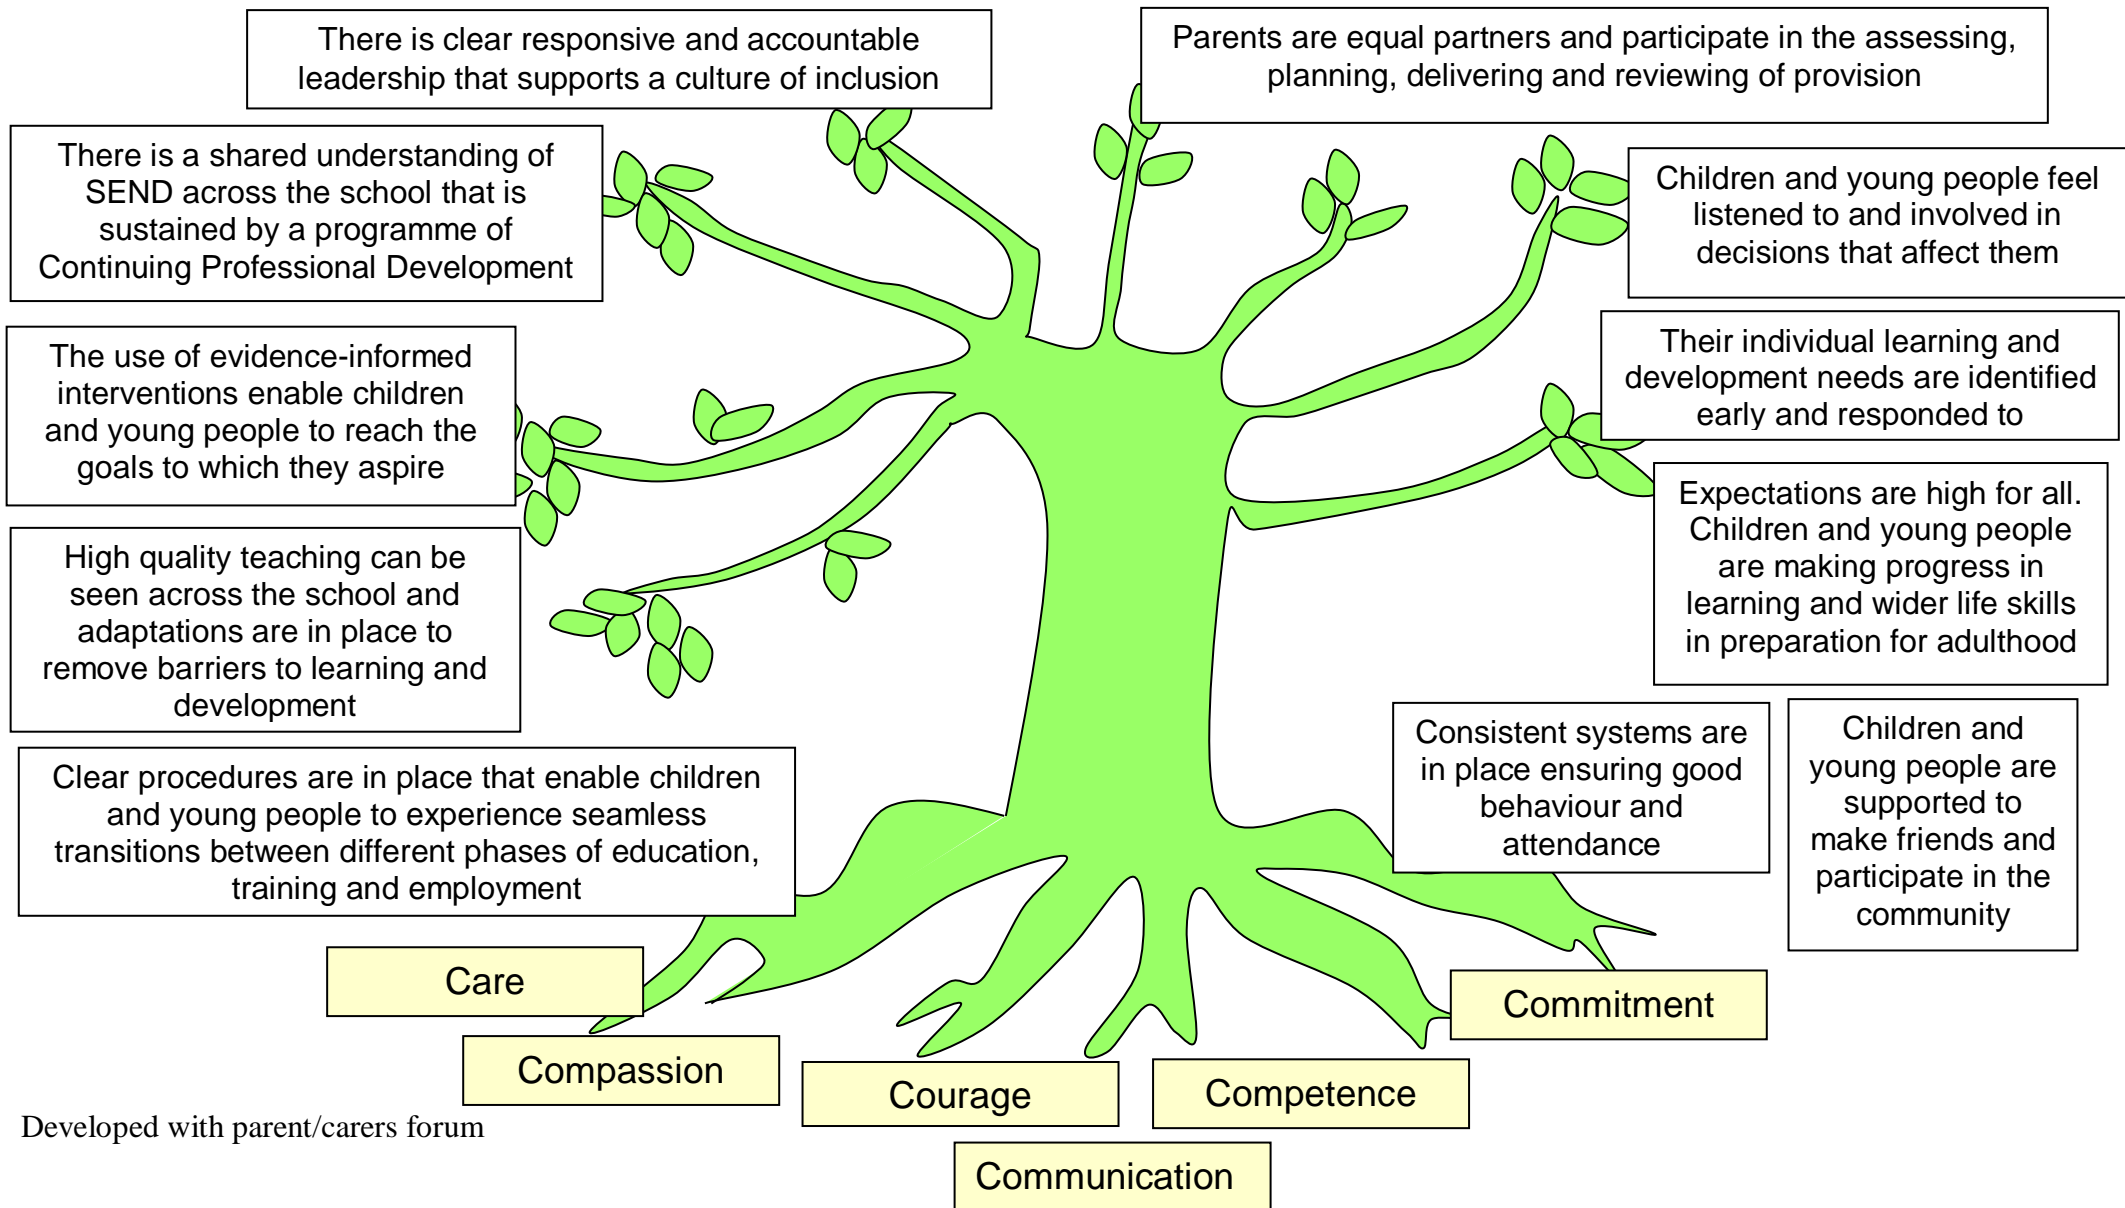 There is clear responsive and accountable
leadership that supports a culture of inclusion
Parents are equal partners and participate in the assessing,
planning, delivering and reviewing of provision
There is a shared understanding of
SEND across the school that is
sustained by a programme of
Continuing Professional Development
Children and young people feel
listened to and involved in
decisions that affect them
The use of evidence-informed
interventions enable children
and young people to reach the
goals to which they aspire
Their individual learning and
development needs are identified
early and responded to
High quality teaching can be
seen across the school and
adaptations are in place to
remove barriers to learning and
development
Expectations are high for all.
Children and young people
are making progress in
learning and wider life skills
in preparation for adulthood
Clear procedures are in place that enable children
and young people to experience seamless
transitions between different phases of education,
training and employment
Consistent systems are
in place ensuring good
behaviour and
attendance
Children and
young people are
supported to
make friends and
participate in the
community
Care
Commitment
Compassion
Courage
Competence
Developed with parent/carers forum
Communication